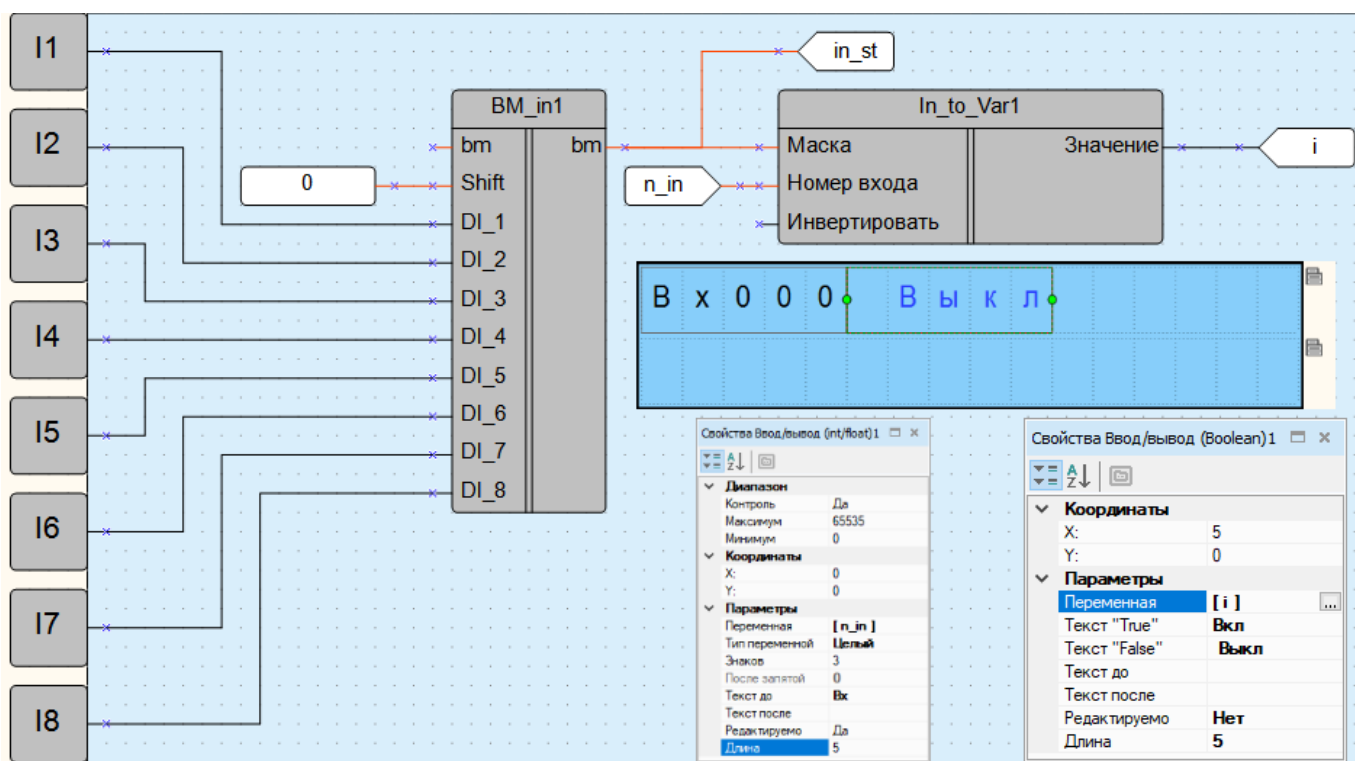 I1
I2
I3
I4
I5
I6
I7
I8
in_st
BM_in1
bm bm
0 Shift
DI_1
DI_2
DI_3
DI_4
DI_5
DI_6
DI_7
DI_8
In_to_Var1
Маска Значение i
n_in Номер входа
Инвертировать
Вх000 Выкл
Свойства Ввод/вывод (int/float)1
Диапазон
Контроль Да
Максимум 65535
Минимум 0
Координаты
X: 0
Y: 0
Параметры
Переменная [ n_in ]
Тип переменной Целый
Знаков 3
После запятой 0
Текст до Вх
Текст после
Редактируемо Да
Длина 5
Свойства Ввод/вывод (Boolean)1
Координаты
X: 5
Y: 0
Параметры
Переменная [ i ] ...
Текст "True" Вкл
Текст "False" Выкл
Текст до
Текст после
Редактируемо Нет
Длина 5